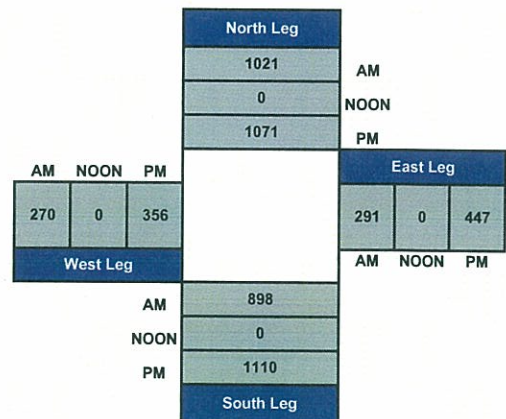 North Leg
1021
AM
0
NOON
1071
PM
AM NOON PM
East Leg
270 0 356
291 0 447
West Leg
AM NOON PM
AM
898
NOON
0
PM
1110
South Leg